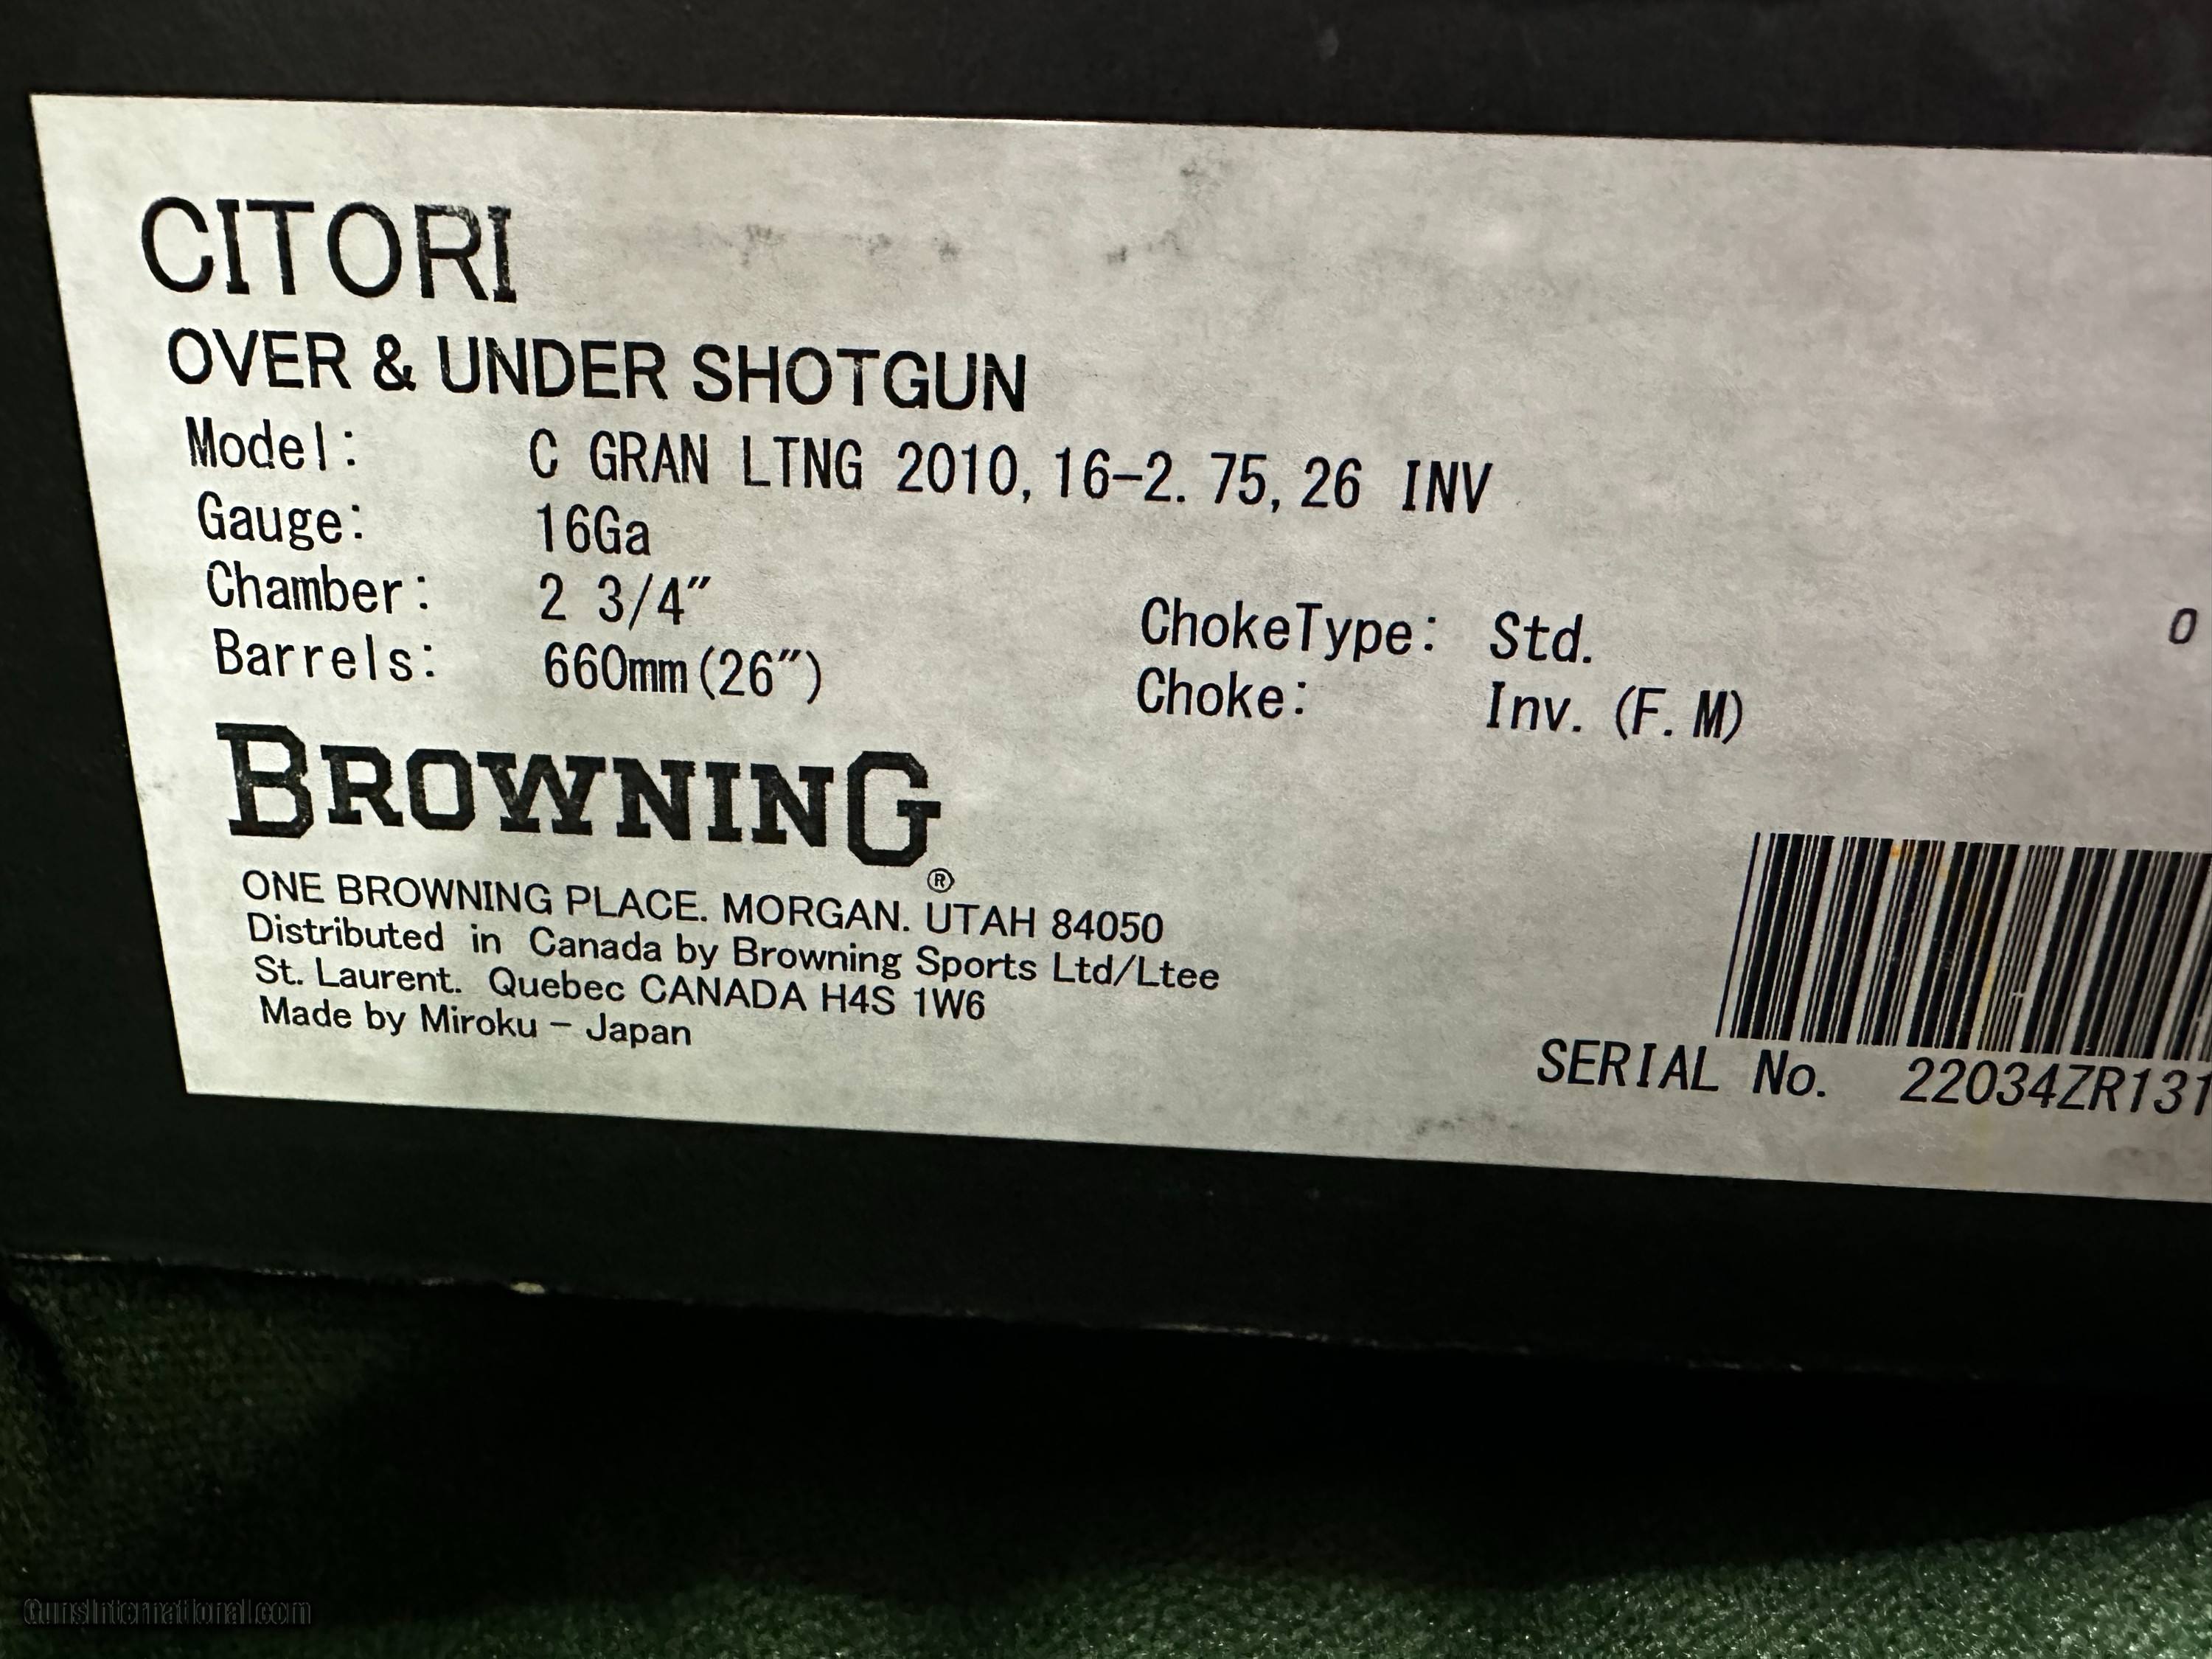 CITORI
OVER & UNDER SHOTGUN
Model: C GRAN LTNG 2010, 16-2. 75, 26 INV
Gauge: 16Ga
Chamber: 2 3/4" ChokeType: Std. 0
Barrels: 660mm(26") Choke: Inv. (F. M)
BROWNING®
ONE BROWNING PLACE. MORGAN. UTAH 84050
Distributed in Canada by Browning Sports Ltd/Ltee
St. Laurent. Quebec CANADA H4S 1W6
Made by Miroku - Japan
SERIAL No. 22034ZR131
GunsInternational.com